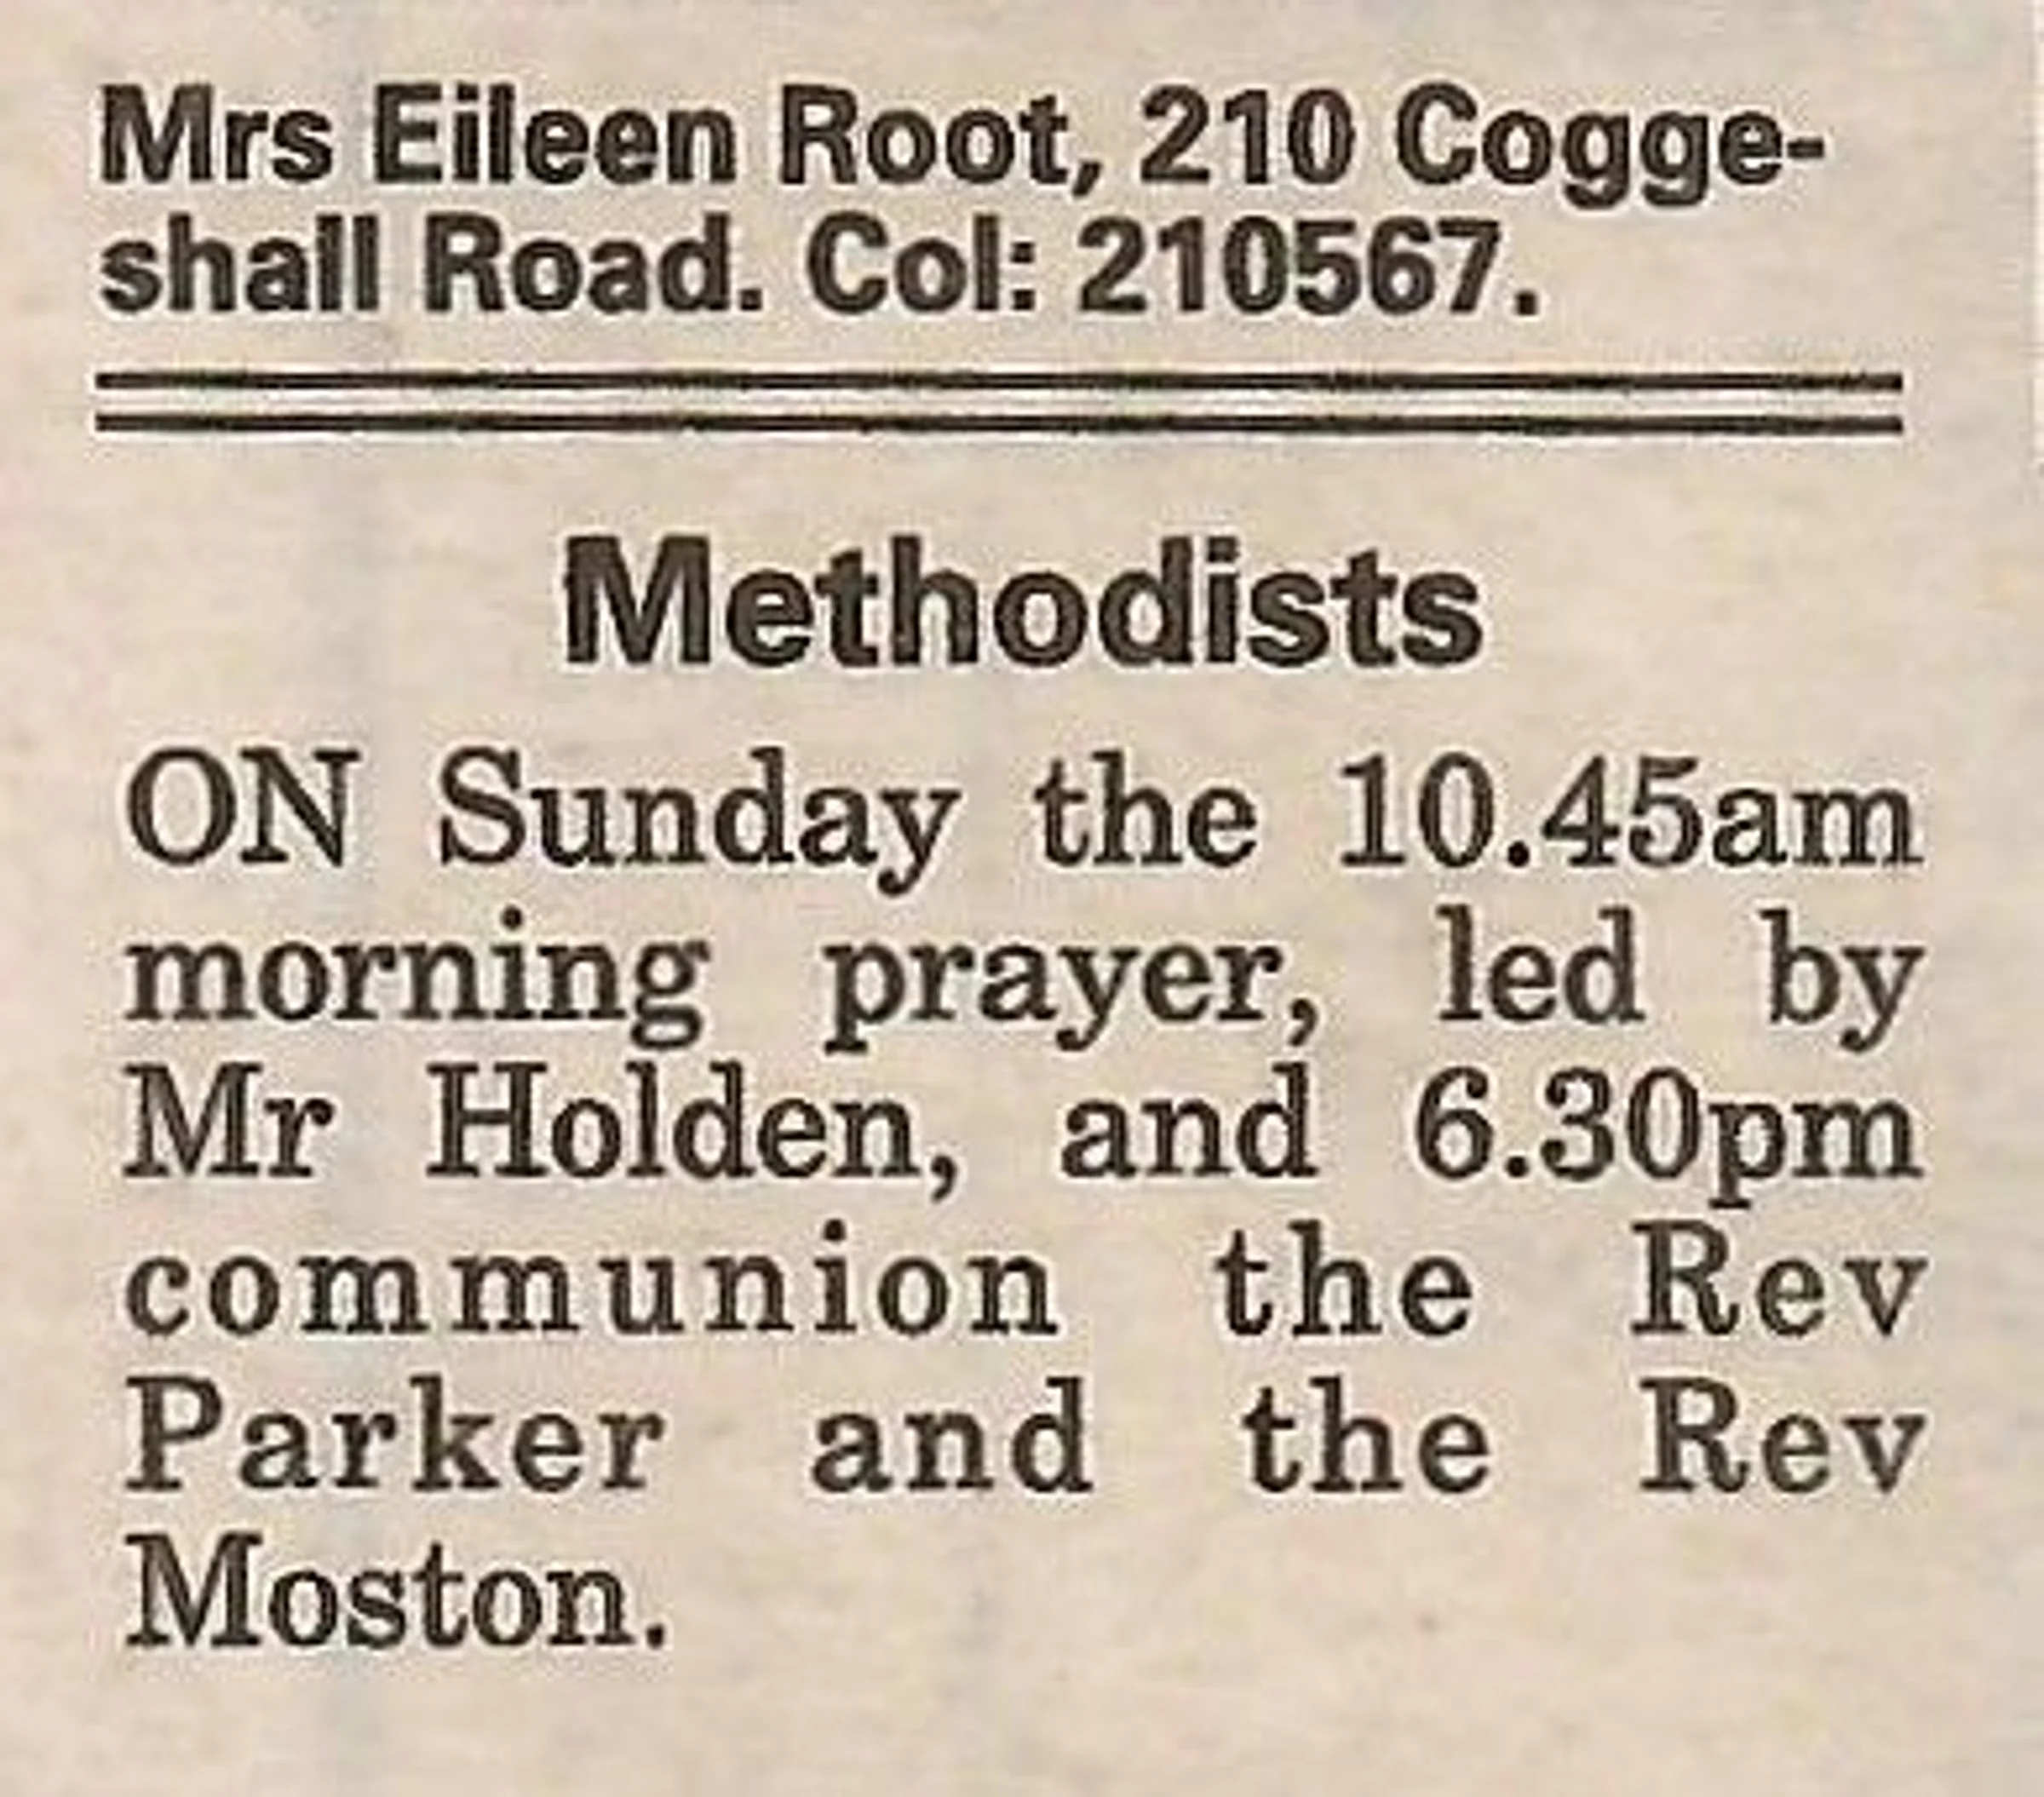 Mrs Eileen Root, 210 Cogge-
shall Road. Col: 210567.
Methodists
ON Sunday the 10.45am
morning prayer, led by
Mr Holden, and 6.30pm
communion the Rev
Parker and the Rev
Moston.